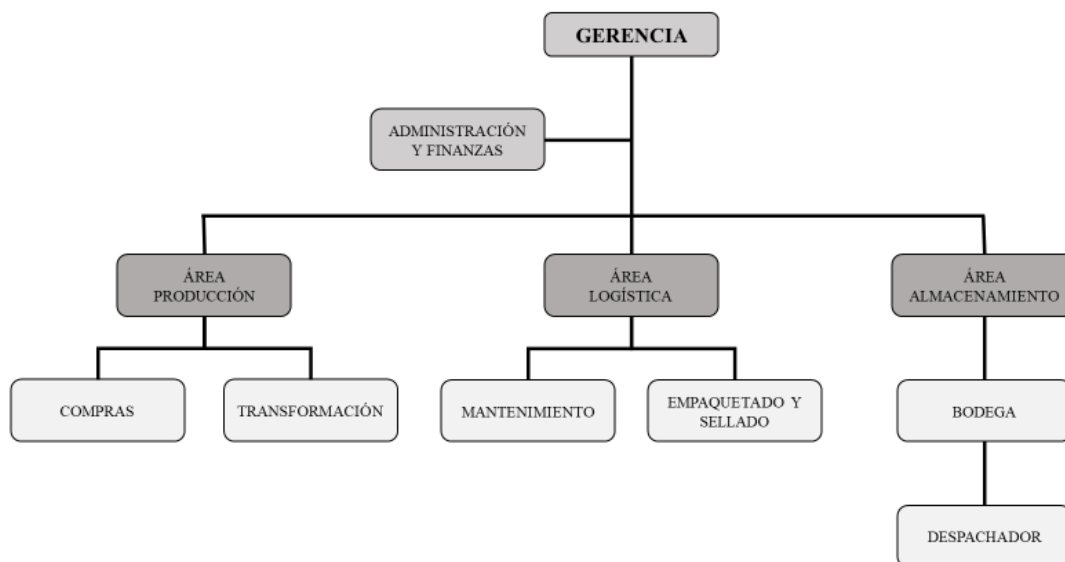 GERENCIA
ADMINISTRACIÓN
Y FINANZAS
ÁREA
PRODUCCIÓN
ÁREA
LOGÍSTICA
ÁREA
ALMACENAMIENTO
COMPRAS
TRANSFORMACIÓN
MANTENIMIENTO
EMPAQUETADO Y
SELLADO
BODEGA
DESPACHADOR